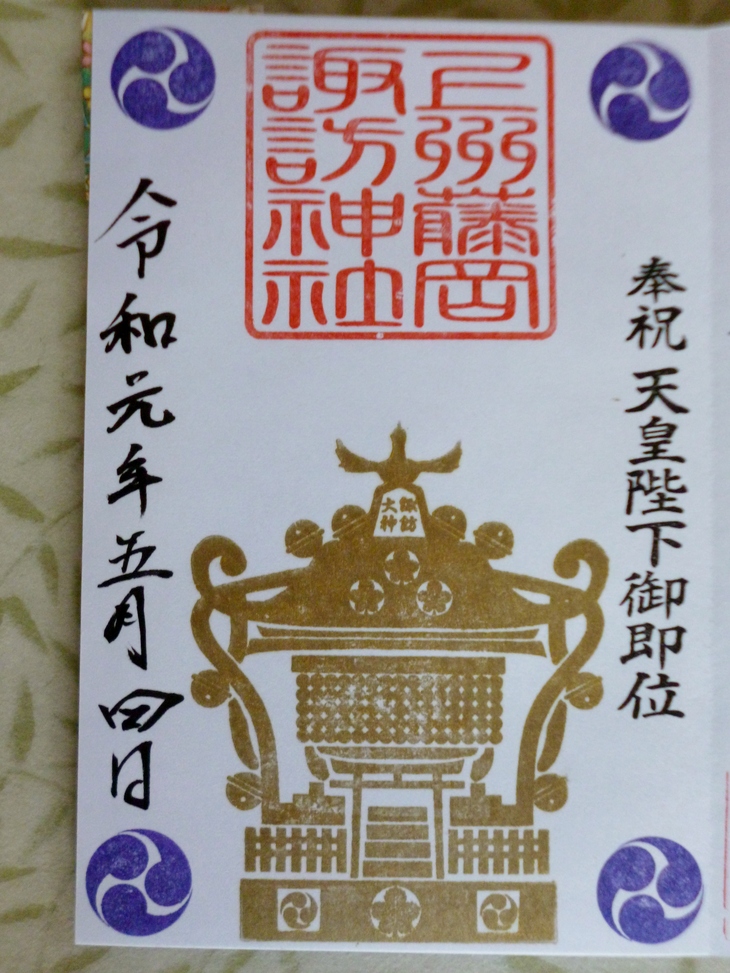 奉祝 天皇陛下御即位
上州藤岡
諏訪神社
諏訪
大神
令和元年五月四日